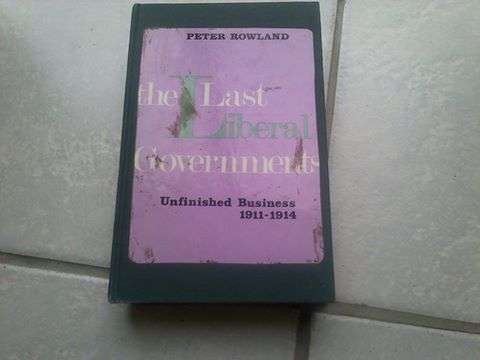 PETER ROWLAND
the Last
Liberal
Governments
Unfinished Business
1911-1914